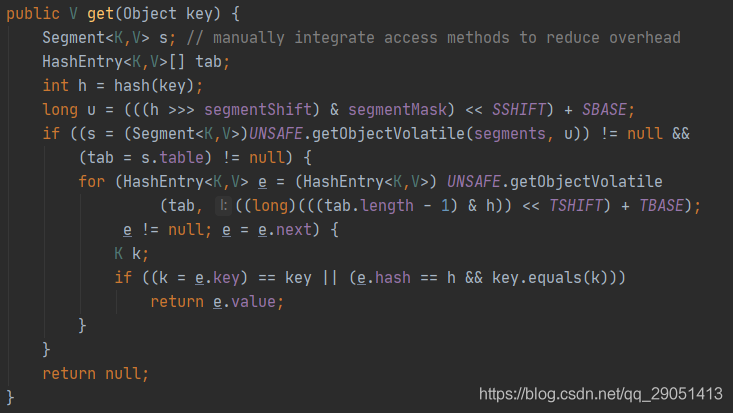 public V get(Object key) {
    Segment<K,V> s; // manually integrate access methods to reduce overhead
    HashEntry<K,V>[] tab;
    int h = hash(key);
    long u = (((h >>> segmentShift) & segmentMask) << SSHIFT) + SBASE;
    if ((s = (Segment<K,V>)UNSAFE.getObjectVolatile(segments, u)) != null &&
        (tab = s.table) != null) {
        for (HashEntry<K,V> e = (HashEntry<K,V>) UNSAFE.getObjectVolatile
                (tab, l: ((long)(((tab.length - 1) & h)) << TSHIFT) + TBASE);
             e != null; e = e.next) {
            K k;
            if ((k = e.key) == key || (e.hash == h && key.equals(k)))
                return e.value;
        }
    }
    return null;
}
https://blog.csdn.net/qq_29051413